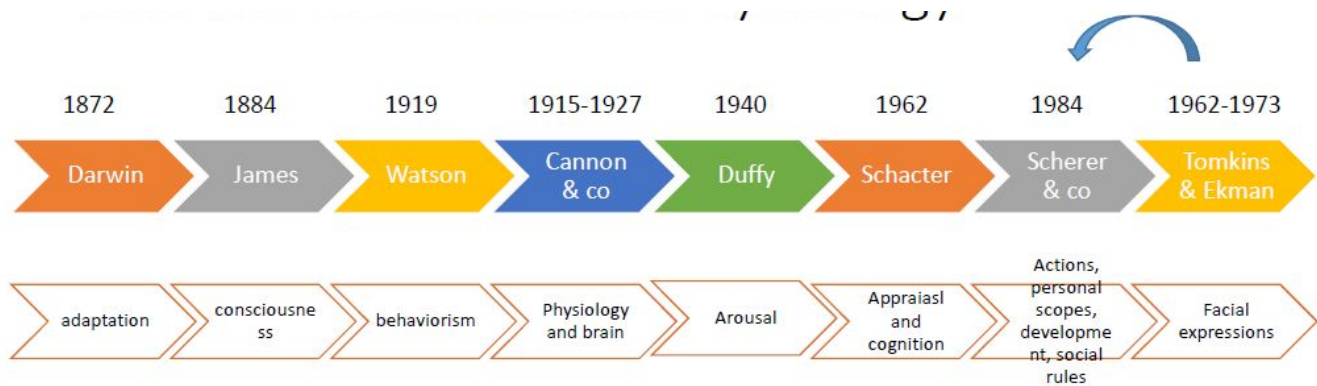 1872 1884 1919 1915-1927 1940 1962 1984 1962-1973
Darwin
James
Watson
Cannon
& co
Duffy
Schacter
Scherer
& co
Tomkins
& Ekman
adaptation
consciousne
ss
behaviorism
Physiology
and brain
Arousal
Appraiasl
and
cognition
Actions,
personal
scopes,
developme
nt, social
rules
Facial
expressions